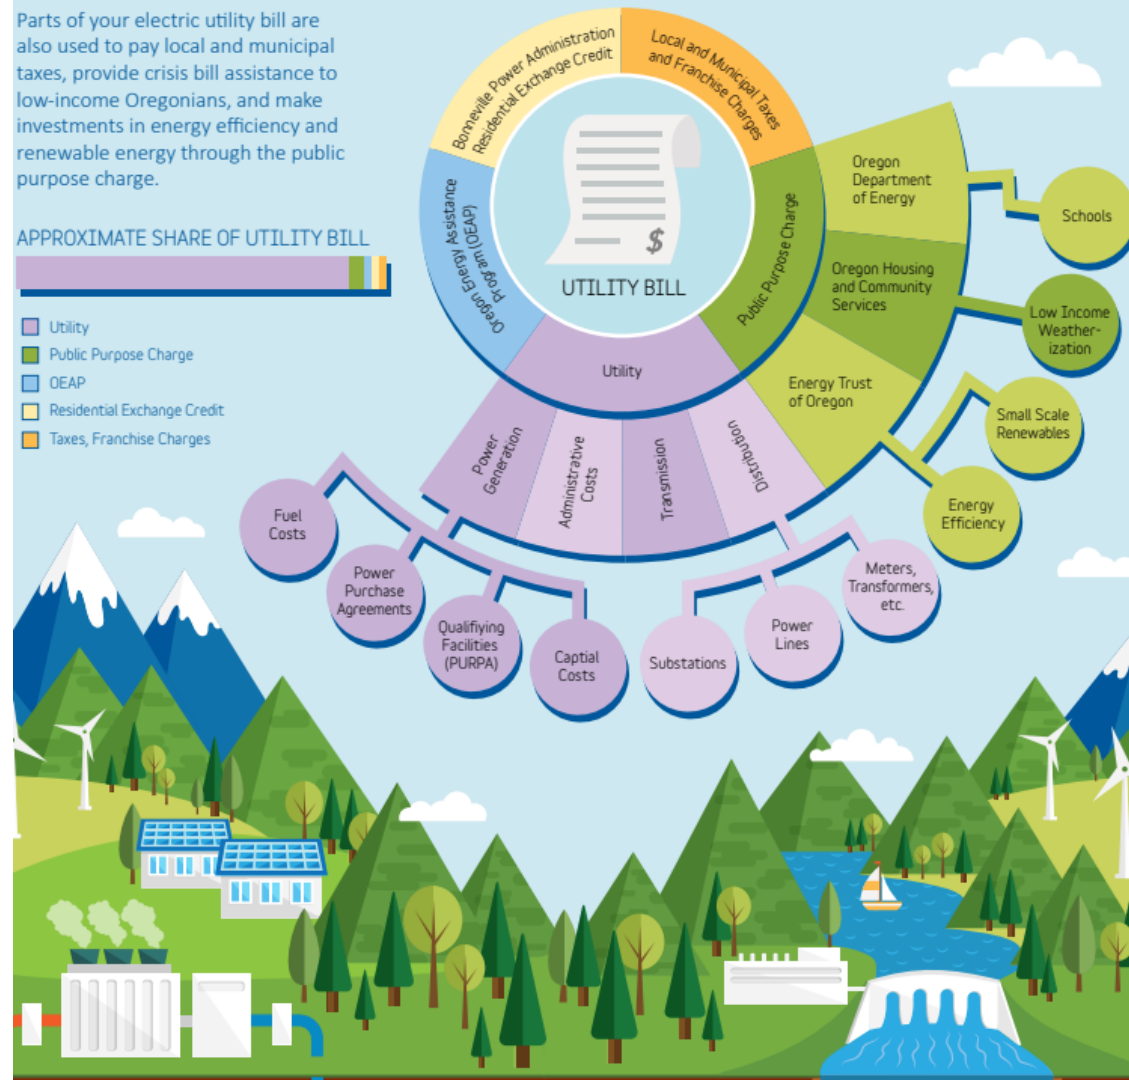 Parts of your electric utility bill are
also used to pay local and municipal
taxes, provide crisis bill assistance to
low-income Oregonians, and make
investments in energy efficiency and
renewable energy through the public
purpose charge.
APPROXIMATE SHARE OF UTILITY BILL
Utility
Public Purpose Charge
OEAP
Residential Exchange Credit
Taxes, Franchise Charges
Bonneville Power Administration
Residential Exchange Credit
Local and Municipal Taxes
and Franchise Charges
Oregon Energy Assistance
Program (OEAP)
$
UTILITY BILL
Public Purpose Charge
Utility
Oregon
Department
of Energy
Schools
Oregon Housing
and Community
Services
Low Income
Weather-
ization
Energy Trust
of Oregon
Small Scale
Renewables
Energy
Efficiency
Power
Generation
Administrative
Costs
Transmission
Distribution
Fuel
Costs
Power
Purchase
Agreements
Qualifiying
Facilities
(PURPA)
Captial
Costs
Substations
Power
Lines
Meters,
Transformers,
etc.